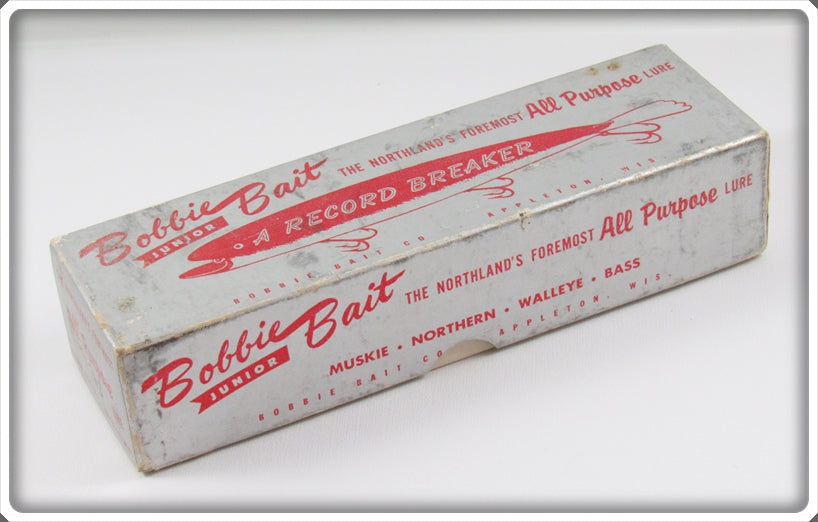 Bobbie Bait
JUNIOR
THE NORTHLAND'S FOREMOST All Purpose LURE
A RECORD BREAKER
BOBBIE BAIT CO. APPLETON, WIS.
Bobbie Bait
JUNIOR
THE NORTHLAND'S FOREMOST All Purpose LURE
MUSKIE • NORTHERN • WALLEYE • BASS
BOBBIE BAIT CO. APPLETON, WIS.